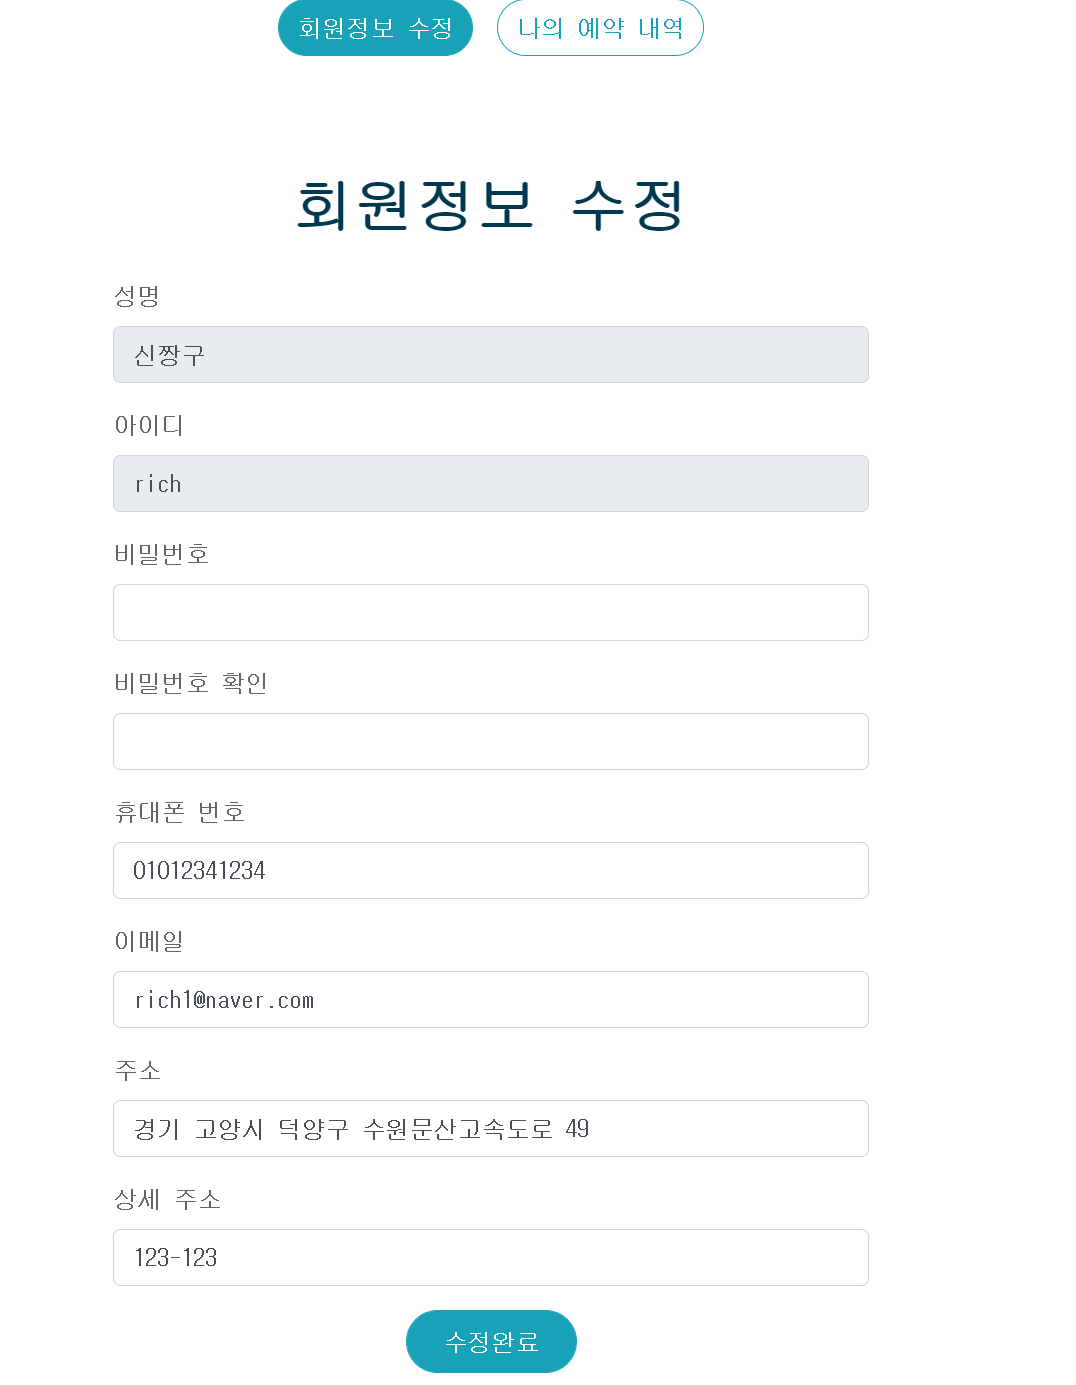 회원정보 수정 나의 예약 내역
회원정보 수정
성명
신짱구
아이디
rich
비밀번호
비밀번호 확인
휴대폰 번호
01012341234
이메일
rich1@naver.com
주소
경기 고양시 덕양구 수원문산고속도로 49
상세 주소
123-123
수정완료